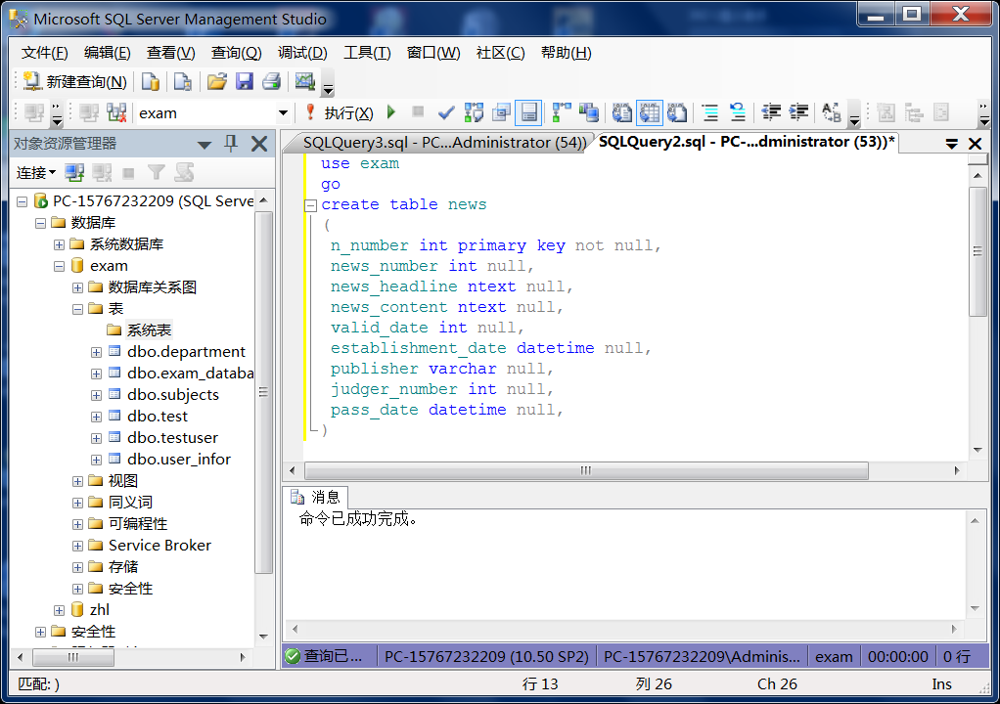 Microsoft SQL Server Management Studio
文件(F) 编辑(E) 查看(V) 查询(Q) 调试(D) 工具(T) 窗口(W) 社区(C) 帮助(H)
新建查询(N)
exam 执行(X)
对象资源管理器
连接
PC-15767232209 (SQL Serve
数据库
系统数据库
exam
数据库关系图
表
系统表
dbo.department
dbo.exam_databa
dbo.subjects
dbo.test
dbo.testuser
dbo.user_infor
视图
同义词
可编程性
Service Broker
存储
安全性
zhl
安全性
SQLQuery3.sql - PC...Administrator (54))
SQLQuery2.sql - PC-...dministrator (53))*
use exam
go
create table news
(
n_number int primary key not null,
news_number int null,
news_headline ntext null,
news_content ntext null,
valid_date int null,
establishment_date datetime null,
publisher varchar null,
judger_number int null,
pass_date datetime null,
)
消息
命令已成功完成。
查询已... PC-15767232209 (10.50 SP2) PC-15767232209\Adminis... exam 00:00:00 0 行
匹配: ) 行 13 列 26 Ch 26 Ins